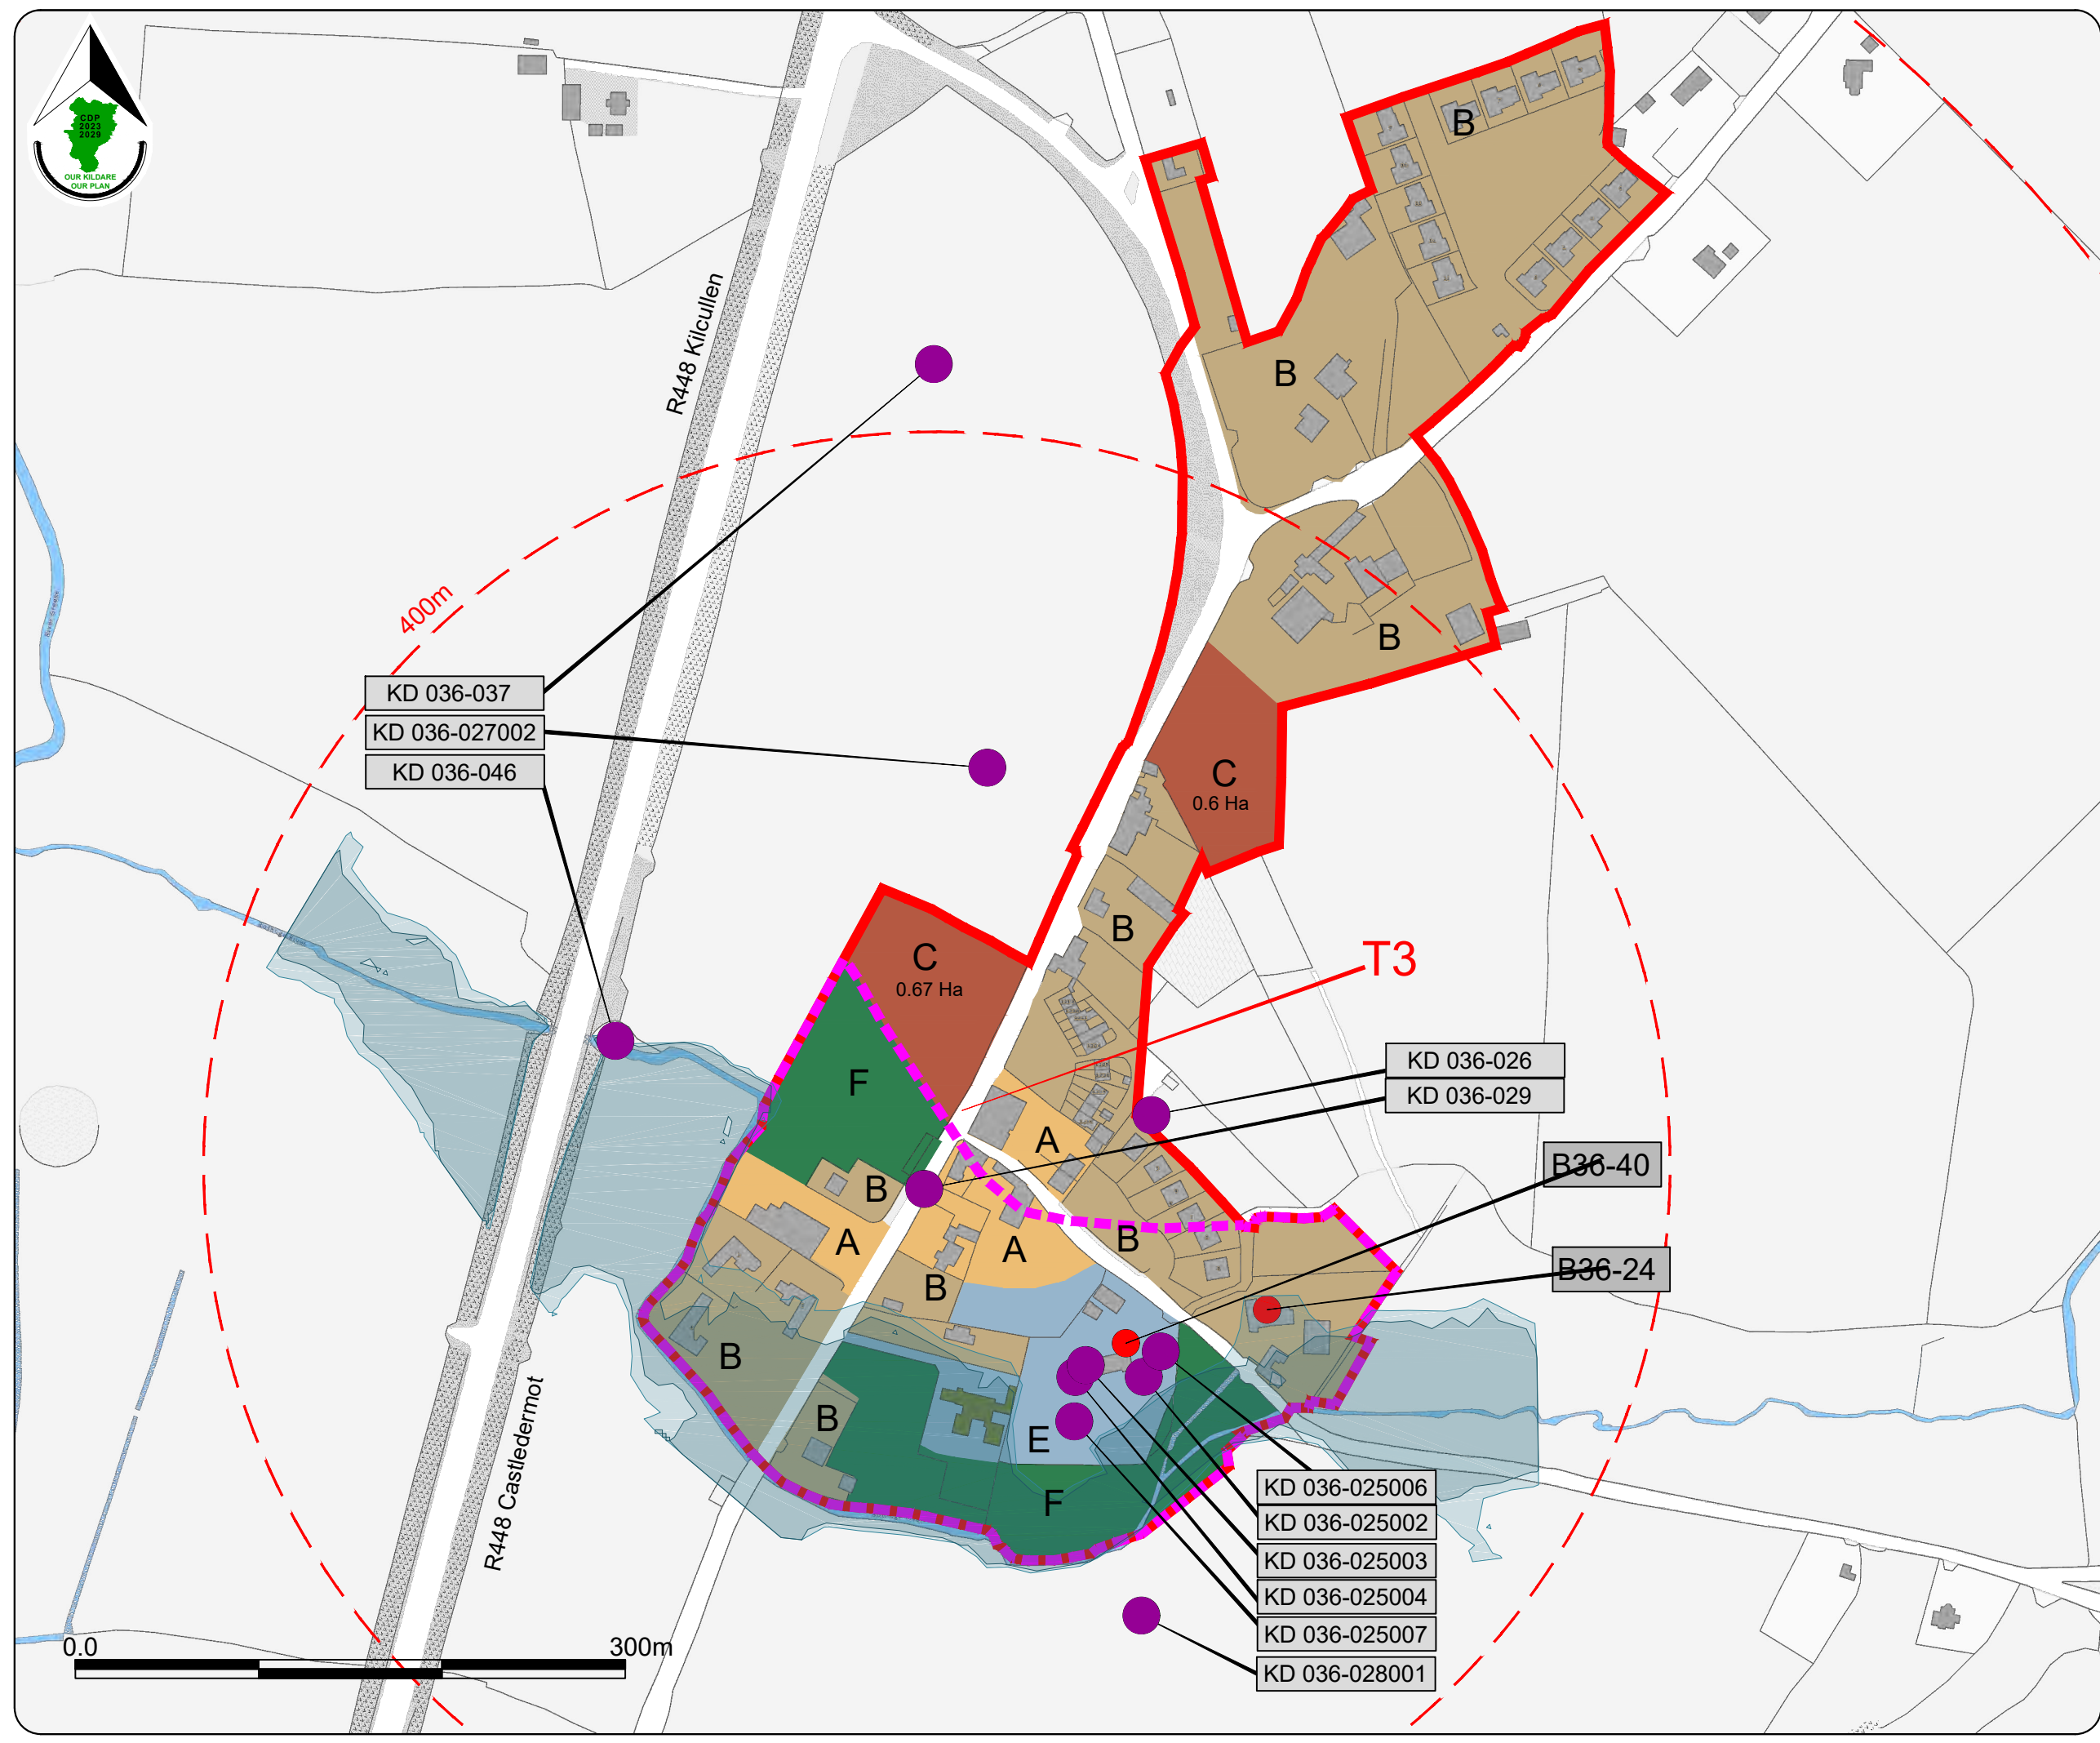 CDP
2023
2029
OUR KILDARE
OUR PLAN
B
R448 Kilcullen
B
400m
B
KD 036-037
KD 036-027002
KD 036-046
C
0.6 Ha
B
C
0.67 Ha
T3
F
KD 036-026
KD 036-029
A
B36-40
B
A
A
B
B
B36-24
B
B
E
R448 Castledermot
F
KD 036-025006
KD 036-025002
KD 036-025003
KD 036-025004
KD 036-025007
KD 036-028001
0.0
300m